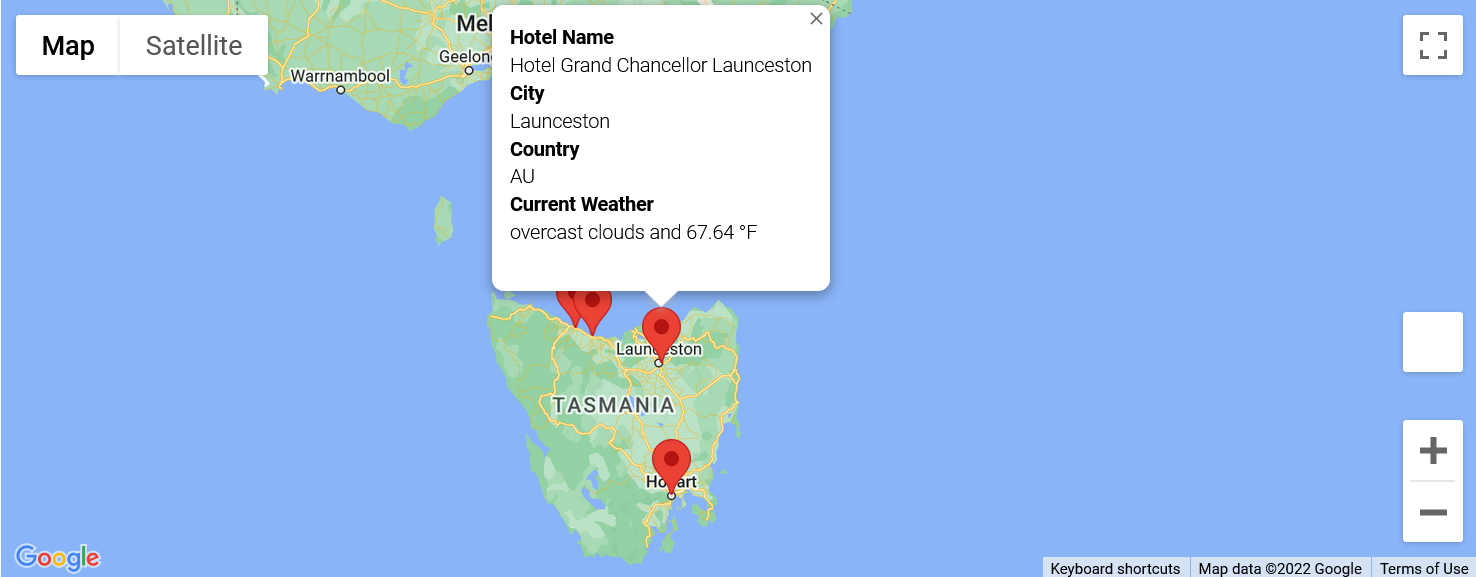 Map
Satellite
Mel
Geelon
Warrnambool
Hotel Name
Hotel Grand Chancellor Launceston
City
Launceston
Country
AU
Current Weather
overcast clouds and 67.64 °F
Launceston
TASMANIA
Hobart
Google
Keyboard shortcuts
Map data ©2022 Google
Terms of Use